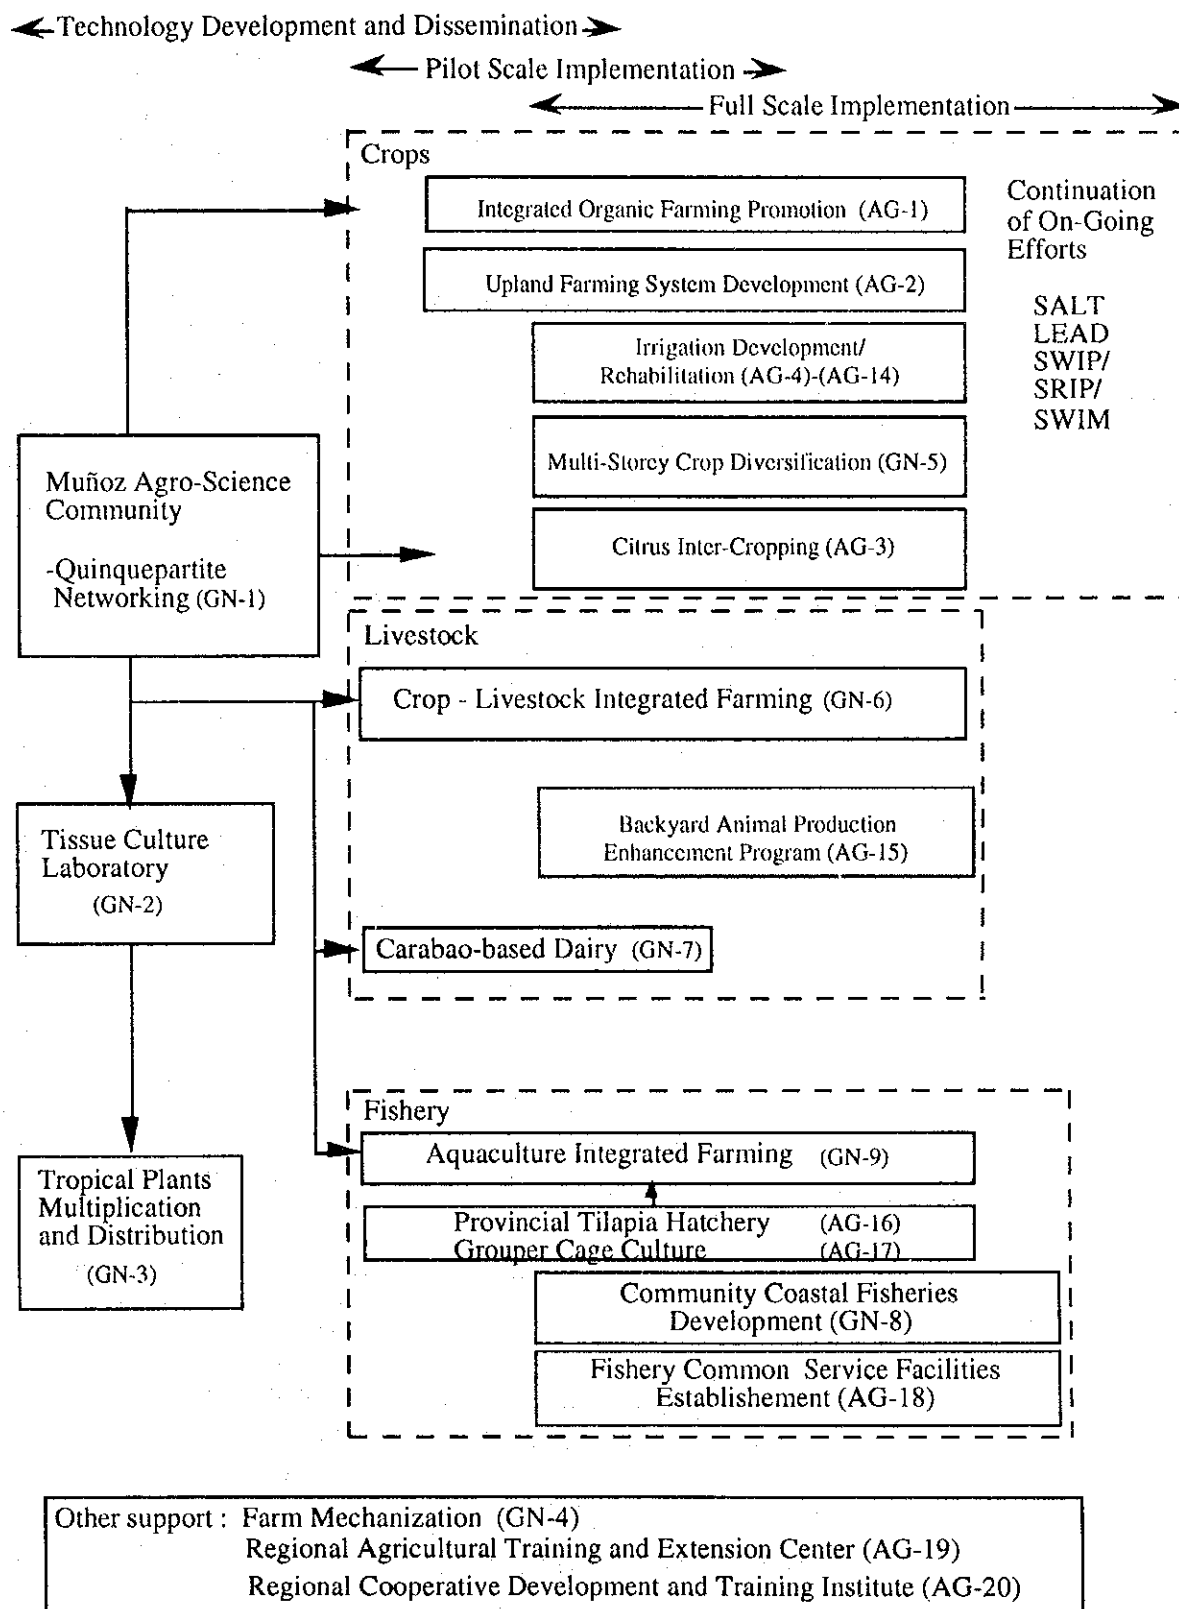 Technology Development and Dissemination
Pilot Scale Implementation
Full Scale Implementation
Crops
Integrated Organic Farming Promotion (AG-1)
Upland Farming System Development (AG-2)
Irrigation Development/
Rehabilitation (AG-4)-(AG-14)
Multi-Storey Crop Diversification (GN-5)
Citrus Inter-Cropping (AG-3)
Continuation
of On-Going
Efforts
SALT
LEAD
SWIP/
SRIP/
SWIM
Muñoz Agro-Science
Community
-Quinquepartite
Networking (GN-1)
Livestock
Crop - Livestock Integrated Farming (GN-6)
Backyard Animal Production
Enhancement Program (AG-15)
Carabao-based Dairy (GN-7)
Tissue Culture
Laboratory
(GN-2)
Tropical Plants
Multiplication
and Distribution
(GN-3)
Fishery
Aquaculture Integrated Farming (GN-9)
Provincial Tilapia Hatchery (AG-16)
Grouper Cage Culture (AG-17)
Community Coastal Fisheries
Development (GN-8)
Fishery Common Service Facilities
Establishement (AG-18)
Other support : Farm Mechanization (GN-4)
Regional Agricultural Training and Extension Center (AG-19)
Regional Cooperative Development and Training Institute (AG-20)